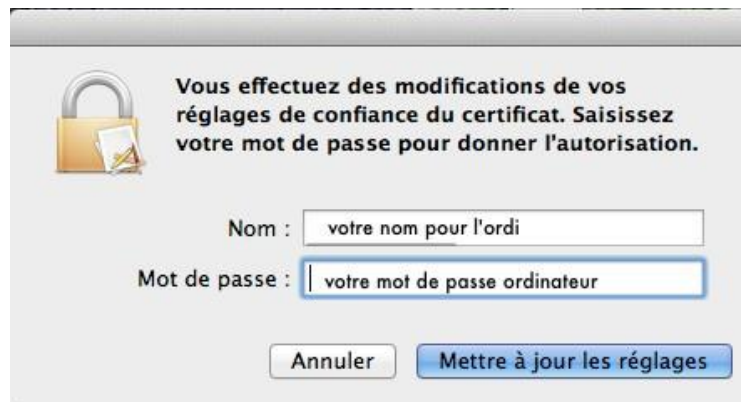 Vous effectuez des modifications de vos
réglages de confiance du certificat. Saisissez
votre mot de passe pour donner l'autorisation.
Nom : votre nom pour l'ordi
Mot de passe : votre mot de passe ordinateur
Annuler Mettre à jour les réglages